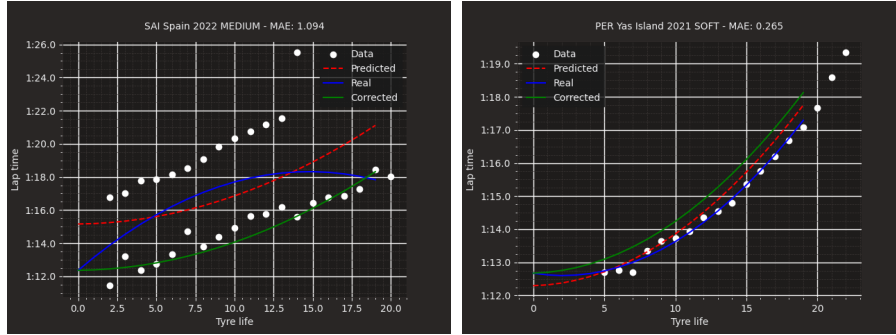 SAI Spain 2022 MEDIUM - MAE: 1.094
1:26.0
1:24.0
1:22.0
1:20.0
1:18.0
1:16.0
1:14.0
1:12.0
Lap time
Data
Predicted
Real
Corrected
0.0 2.5 5.0 7.5 10.0 12.5 15.0 17.5 20.0
Tyre life
PER Yas Island 2021 SOFT - MAE: 0.265
1:19.0
1:18.0
1:17.0
1:16.0
1:15.0
1:14.0
1:13.0
1:12.0
Lap time
Data
Predicted
Real
Corrected
0 5 10 15 20
Tyre life